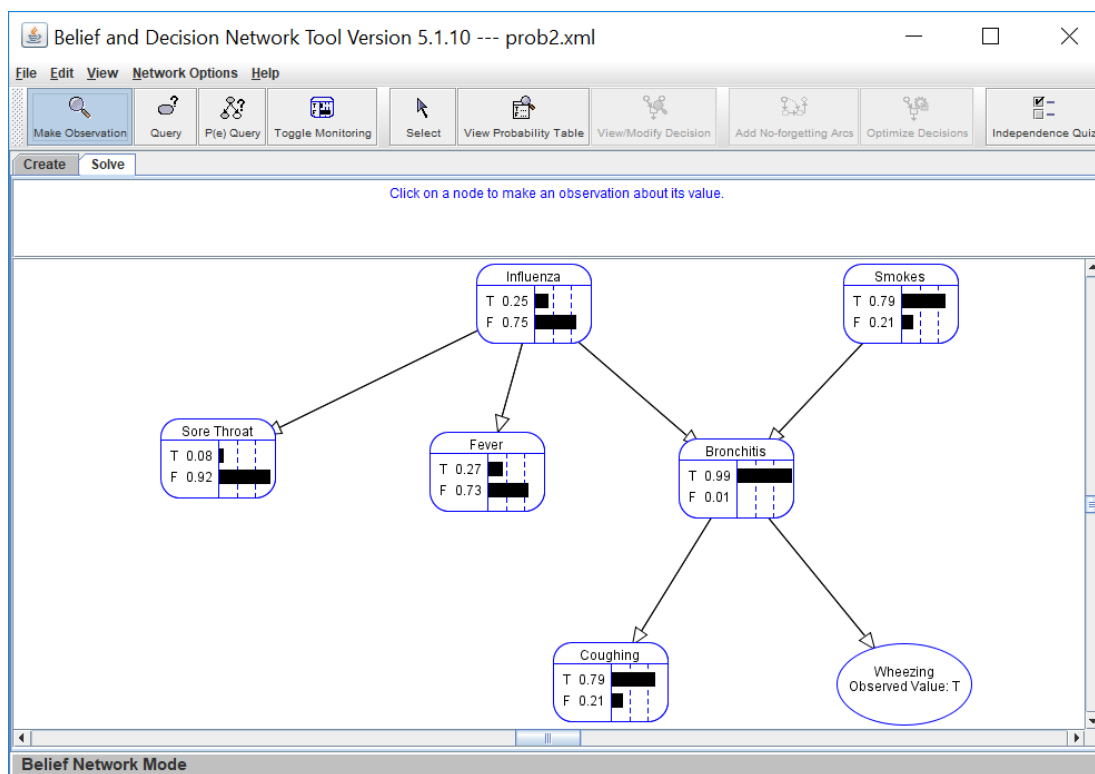 Belief and Decision Network Tool Version 5.1.10 --- prob2.xml
File Edit View Network Options Help
Make Observation Query P(e) Query Toggle Monitoring Select View Probability Table View/Modify Decision Add No-forgetting Arcs Optimize Decisions Independence Quiz
Create Solve
Click on a node to make an observation about its value.
Influenza
T 0.25
F 0.75
Smokes
T 0.79
F 0.21
Sore Throat
T 0.08
F 0.92
Fever
T 0.27
F 0.73
Bronchitis
T 0.99
F 0.01
Coughing
T 0.79
F 0.21
Wheezing
Observed Value: T
Belief Network Mode